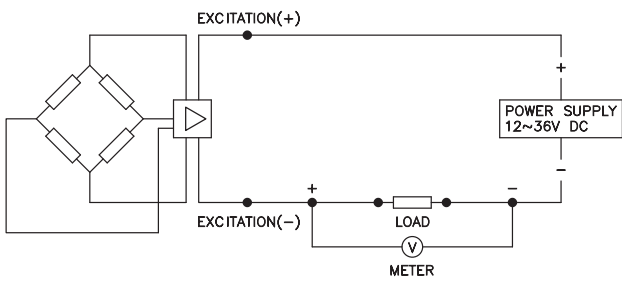 EXCITATION(+)
+
POWER SUPPLY
12~36V DC
−
+
−
EXCITATION(−)
LOAD
V
METER